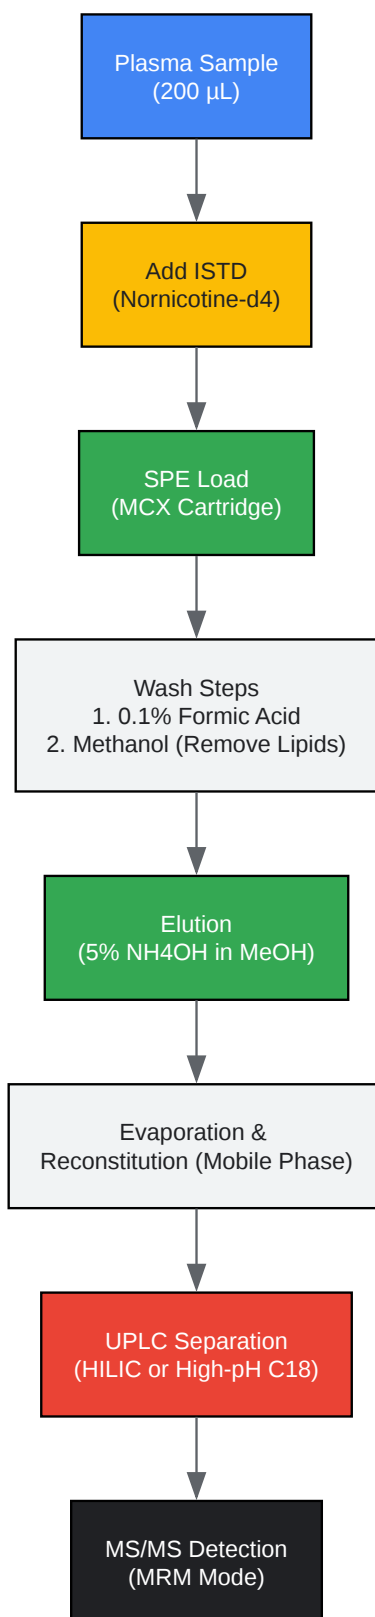 Plasma Sample
(200 µL)
Add ISTD
(Nornicotine-d4)
SPE Load
(MCX Cartridge)
Wash Steps
1. 0.1% Formic Acid
2. Methanol (Remove Lipids)
Elution
(5% NH4OH in MeOH)
Evaporation &
Reconstitution (Mobile Phase)
UPLC Separation
(HILIC or High-pH C18)
MS/MS Detection
(MRM Mode)